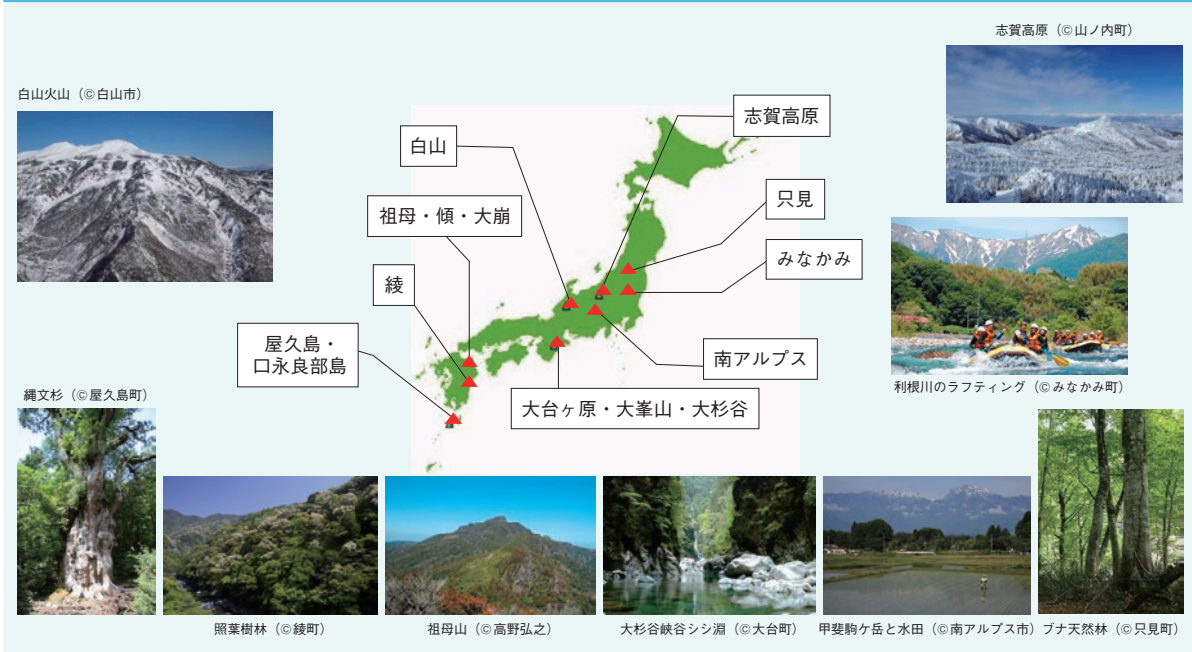 志賀高原（©山ノ内町）
白山火山（©白山市）
志賀高原
白山
只見
祖母・傾・大崩
みなかみ
綾
屋久島・
口永良部島
南アルプス
利根川のラフティング（©みなかみ町）
縄文杉（©屋久島町）
大台ヶ原・大峯山・大杉谷
照葉樹林（©綾町）
祖母山（©高野弘之）
大杉谷峡谷シシ淵（©大台町）
甲斐駒ケ岳と水田（©南アルプス市）
ブナ天然林（©只見町）